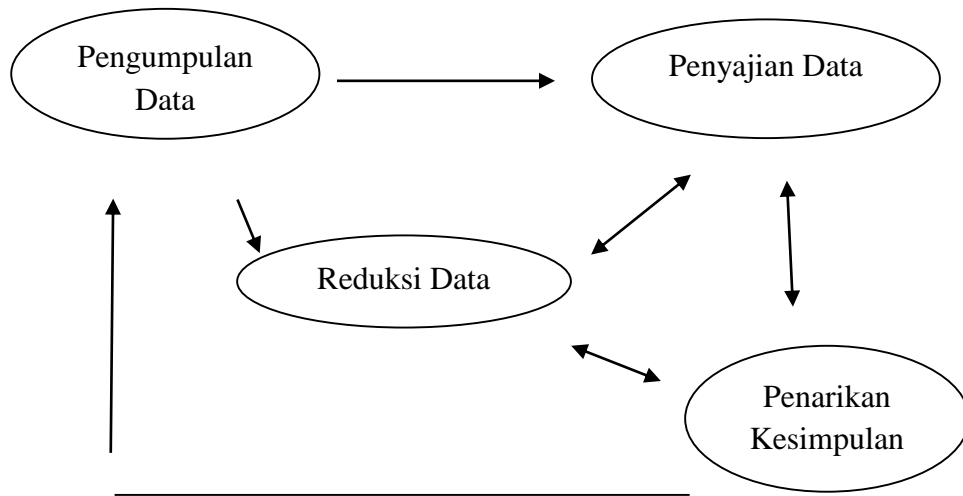 Pengumpulan
Data
Penyajian Data
Reduksi Data
Penarikan
Kesimpulan